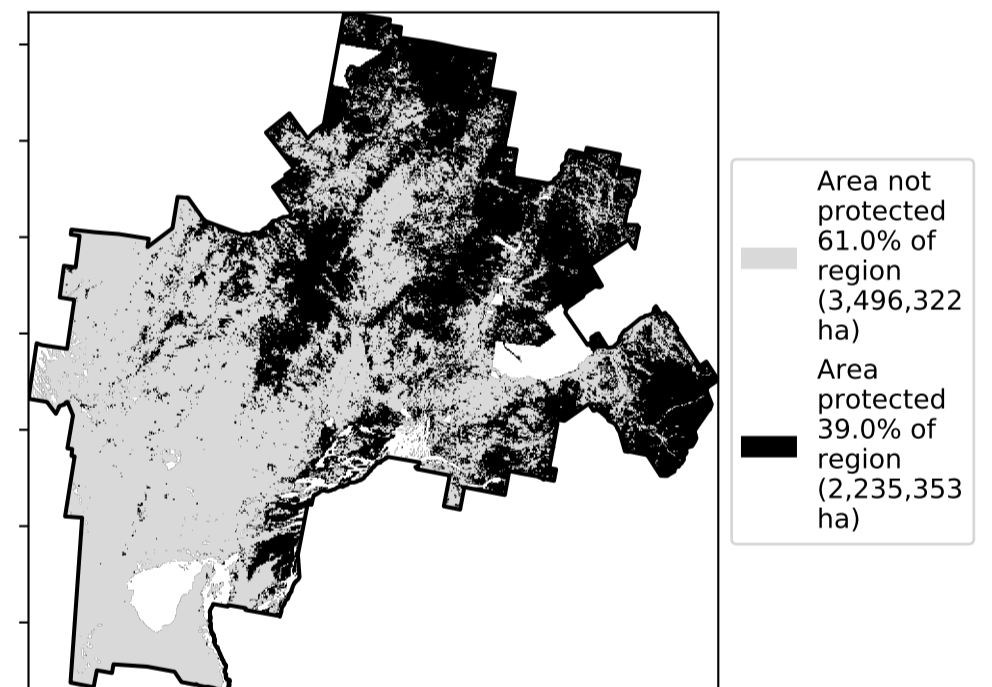 Area not
protected
61.0% of
region
(3,496,322
ha)
Area
protected
39.0% of
region
(2,235,353
ha)